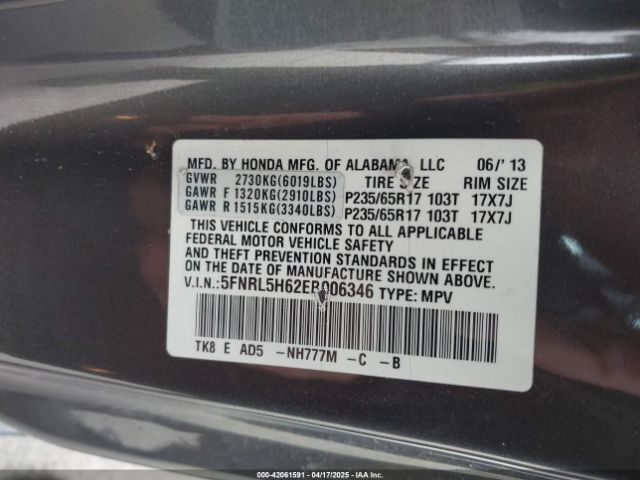 MFD. BY HONDA MFG. OF ALABAMA, LLC 06/'13
GVWR 2730KG(6019LBS) TIRE SIZE RIM SIZE
GAWR F 1320KG(2910LBS) P235/65R17 103T 17X7J
GAWR R 1515KG(3340LBS) P235/65R17 103T 17X7J
THIS VEHICLE CONFORMS TO ALL APPLICABLE
FEDERAL MOTOR VEHICLE SAFETY
AND THEFT PREVENTION STANDARDS IN EFFECT
ON THE DATE OF MANUFACTURE SHOWN ABOVE.
V.I.N.:5FNRL5H62EB006346 TYPE: MPV
TK8 E AD5 -NH777M -C -B
000-42061591 - 04/17/2025 - IAAI.COM